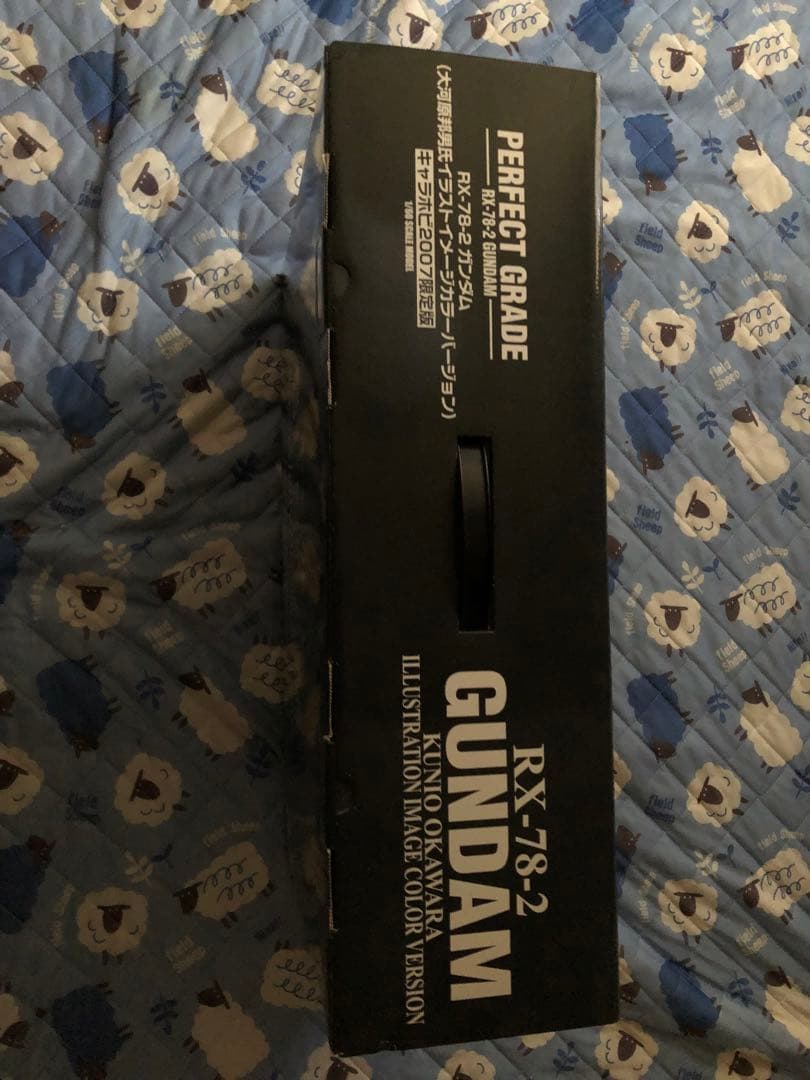 PERFECT GRADE
RX-78-2 GUNDAM
RX-78-2 ガンダム
(大河原邦男氏イラストイメージカラーバージョン)
キャラホビ2007限定版
1/60 SCALE MODEL
RX-78-2
GUNDAM
KUNIO OKAWARA
ILLUSTRATION IMAGE COLOR VERSION
field
Sheep
field Sheep